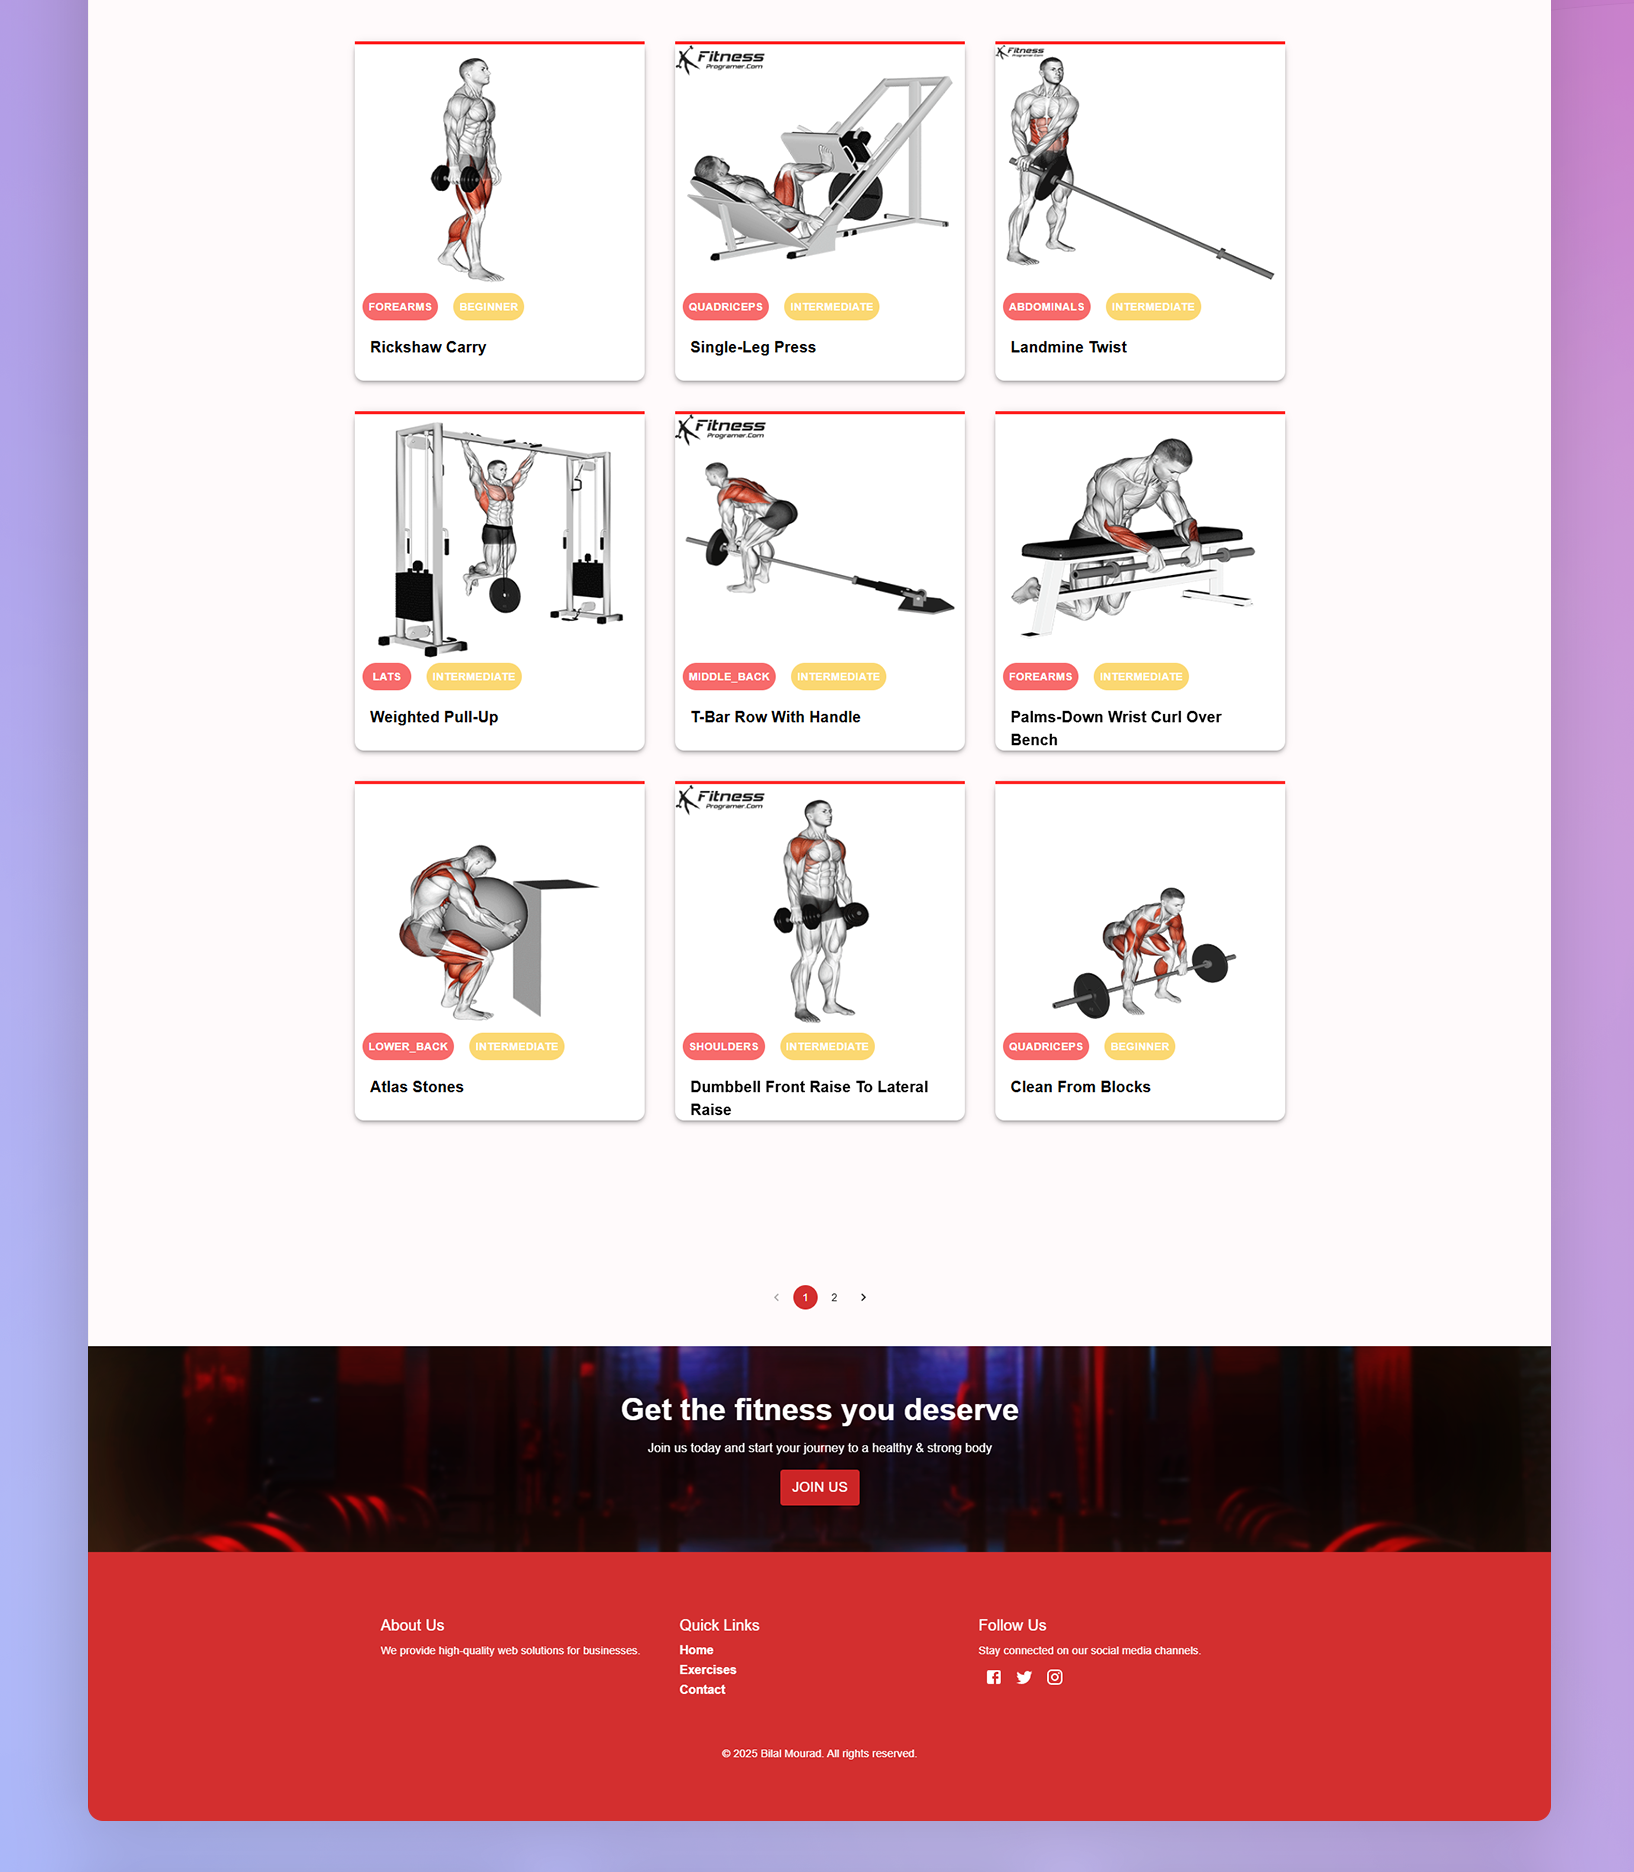 Fitness
Programer.Com
Fitness
Programer.Com
FOREARMS BEGINNER
QUADRICEPS INTERMEDIATE
ABDOMINALS INTERMEDIATE
Rickshaw Carry
Single-Leg Press
Landmine Twist
Fitness
Programer.Com
LATS INTERMEDIATE
MIDDLE_BACK INTERMEDIATE
FOREARMS INTERMEDIATE
Weighted Pull-Up
T-Bar Row With Handle
Palms-Down Wrist Curl Over
Bench
Fitness
Programer.Com
LOWER_BACK INTERMEDIATE
SHOULDERS INTERMEDIATE
QUADRICEPS BEGINNER
Atlas Stones
Dumbbell Front Raise To Lateral
Raise
Clean From Blocks
1 2
Get the fitness you deserve
Join us today and start your journey to a healthy & strong body
JOIN US
About Us
We provide high-quality web solutions for businesses.
Quick Links
Home
Exercises
Contact
Follow Us
Stay connected on our social media channels.
© 2025 Bilal Mourad. All rights reserved.